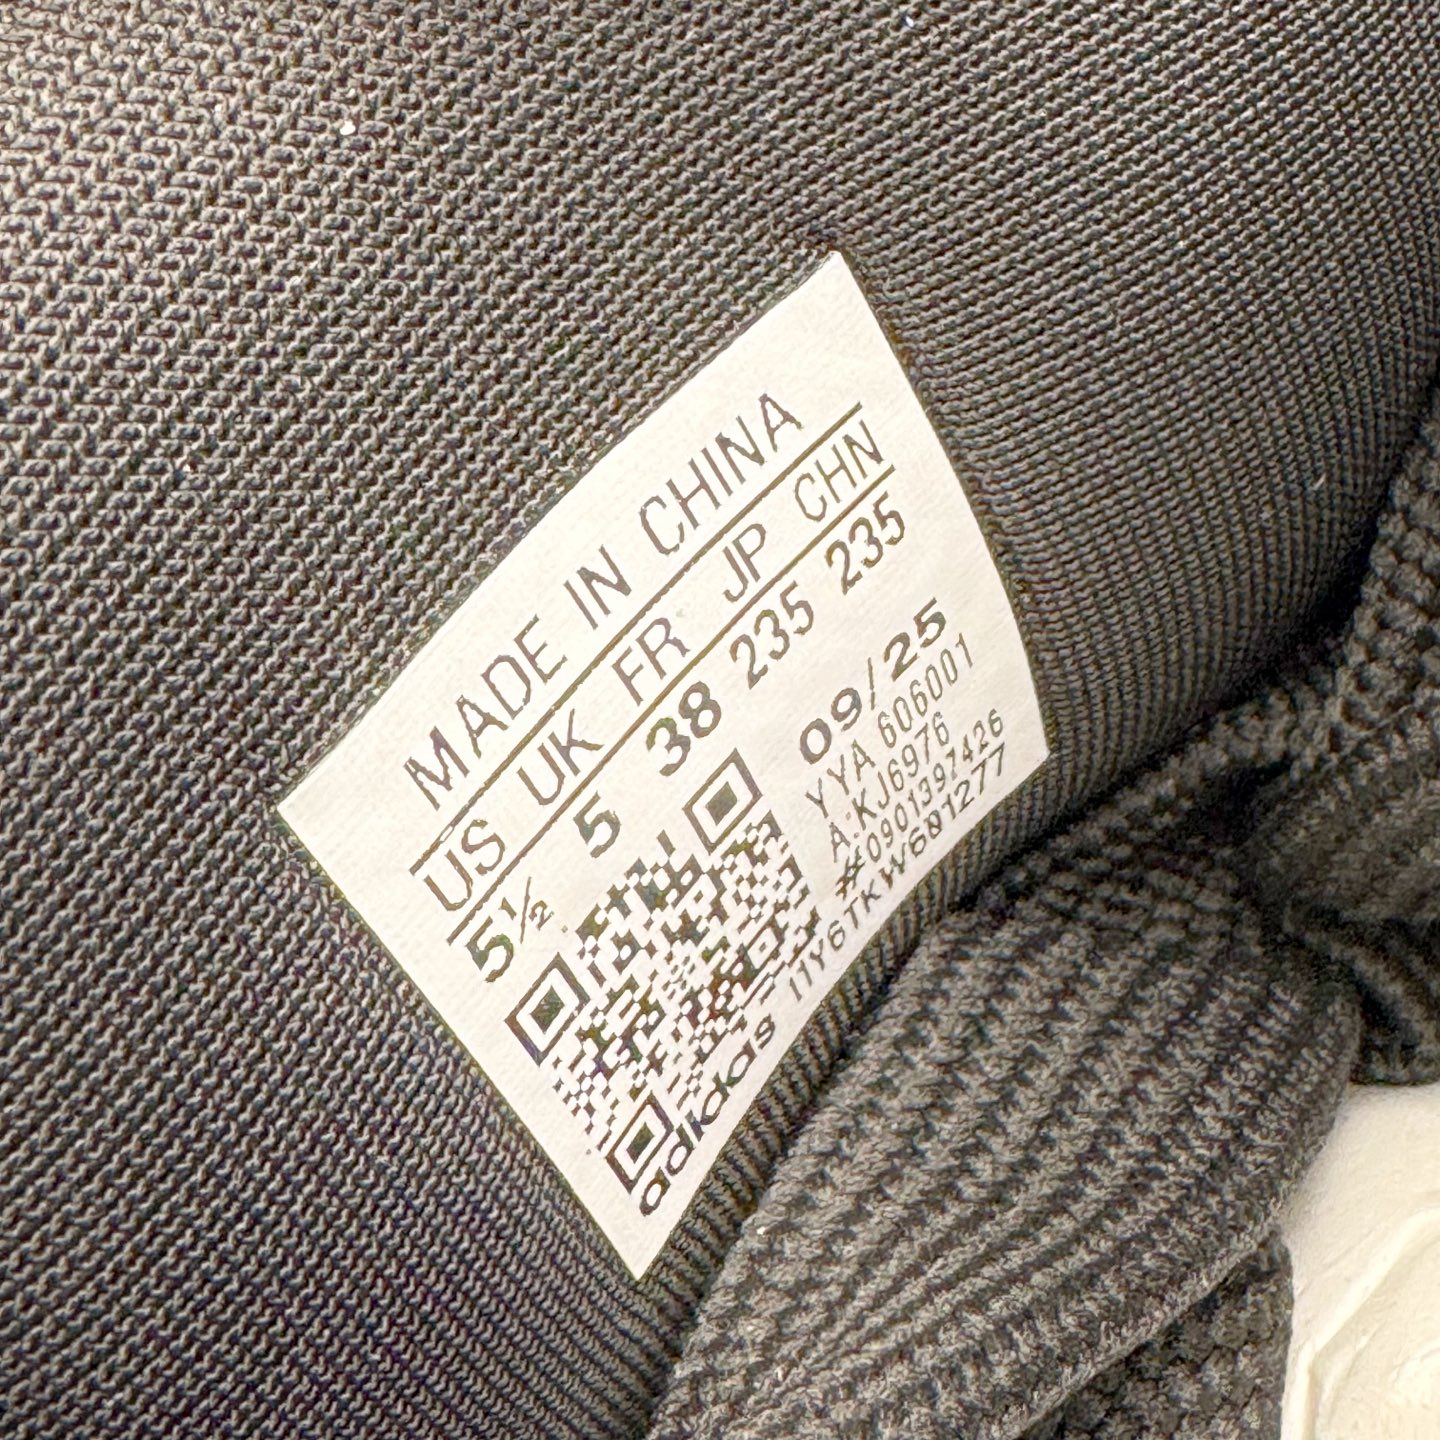 MADE IN CHINA
US UK FR JP CHN
5½ 5 38 235 235
09/25
YYA 606001
A:KJ6976
#0901397426
I1Y6TKWV601277
adidas